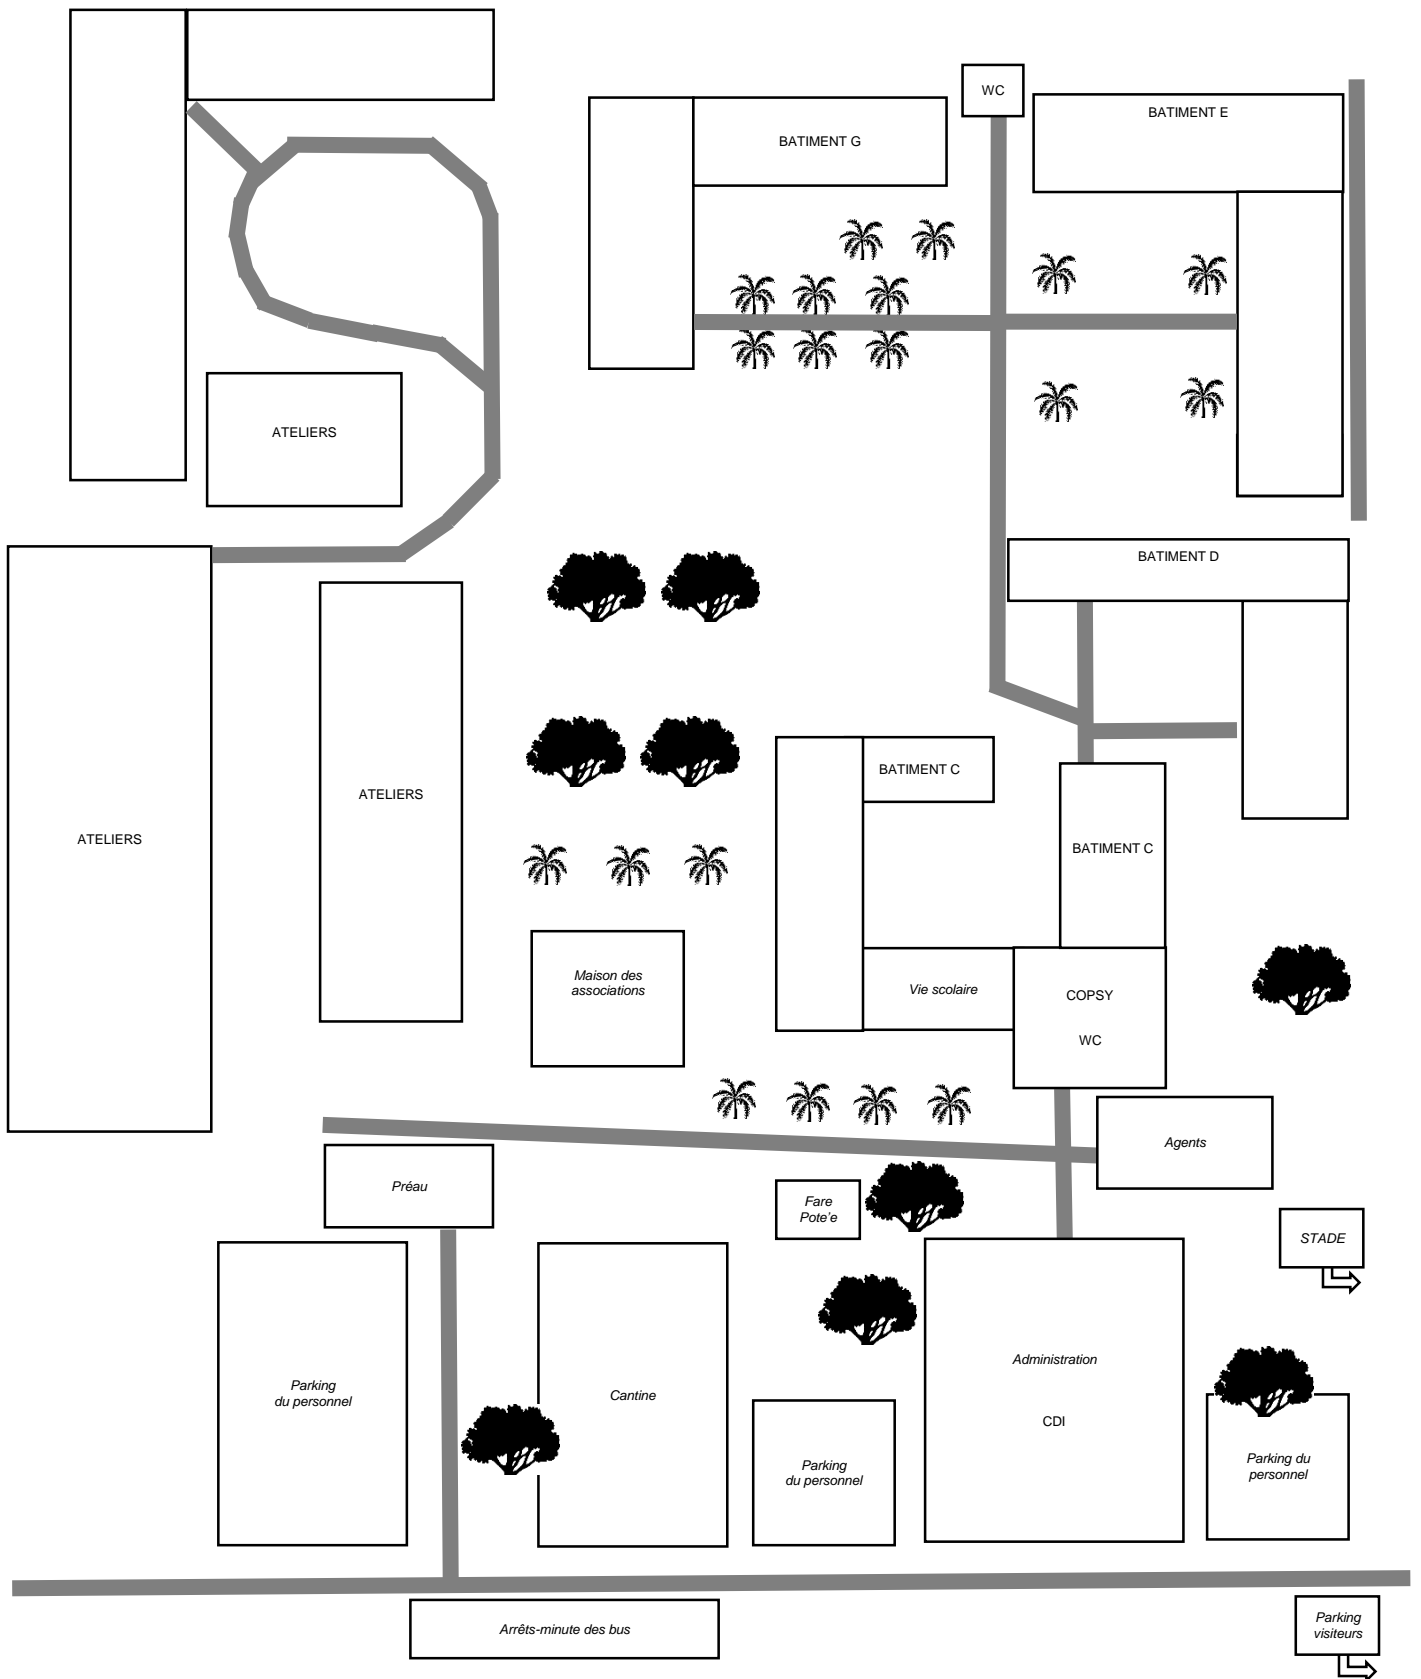 WC
BATIMENT E
BATIMENT G
ATELIERS
BATIMENT D
BATIMENT C
ATELIERS
ATELIERS
BATIMENT C
Maison des
associations
Vie scolaire
COPSY
WC
Agents
Préau
Fare
Pote’e
STADE
Administration
CDI
Parking
du personnel
Cantine
Parking
du personnel
Parking du
personnel
Arrêts-minute des bus
Parking
visiteurs